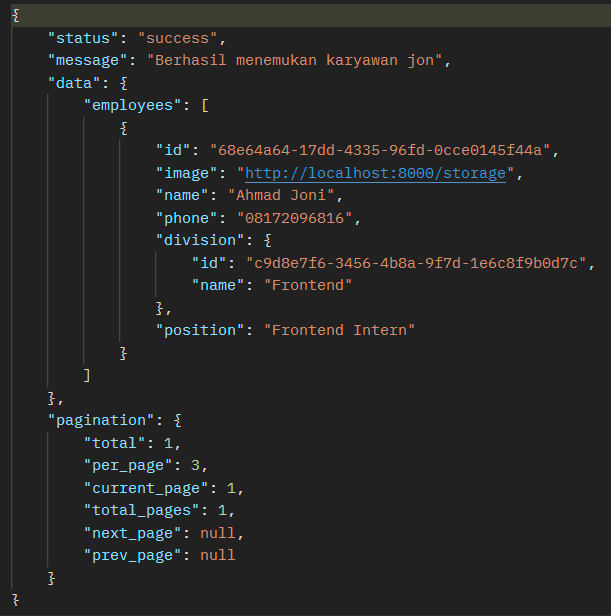 {
    "status": "success",
    "message": "Berhasil menemukan karyawan jon",
    "data": {
        "employees": [
            {
                "id": "68e64a64-17dd-4335-96fd-0cce0145f44a",
                "image": "http://localhost:8000/storage",
                "name": "Ahmad Joni",
                "phone": "08172096816",
                "division": {
                    "id": "c9d8e7f6-3456-4b8a-9f7d-1e6c8f9b0d7c",
                    "name": "Frontend"
                },
                "position": "Frontend Intern"
            }
        ]
    },
    "pagination": {
        "total": 1,
        "per_page": 3,
        "current_page": 1,
        "total_pages": 1,
        "next_page": null,
        "prev_page": null
    }
}